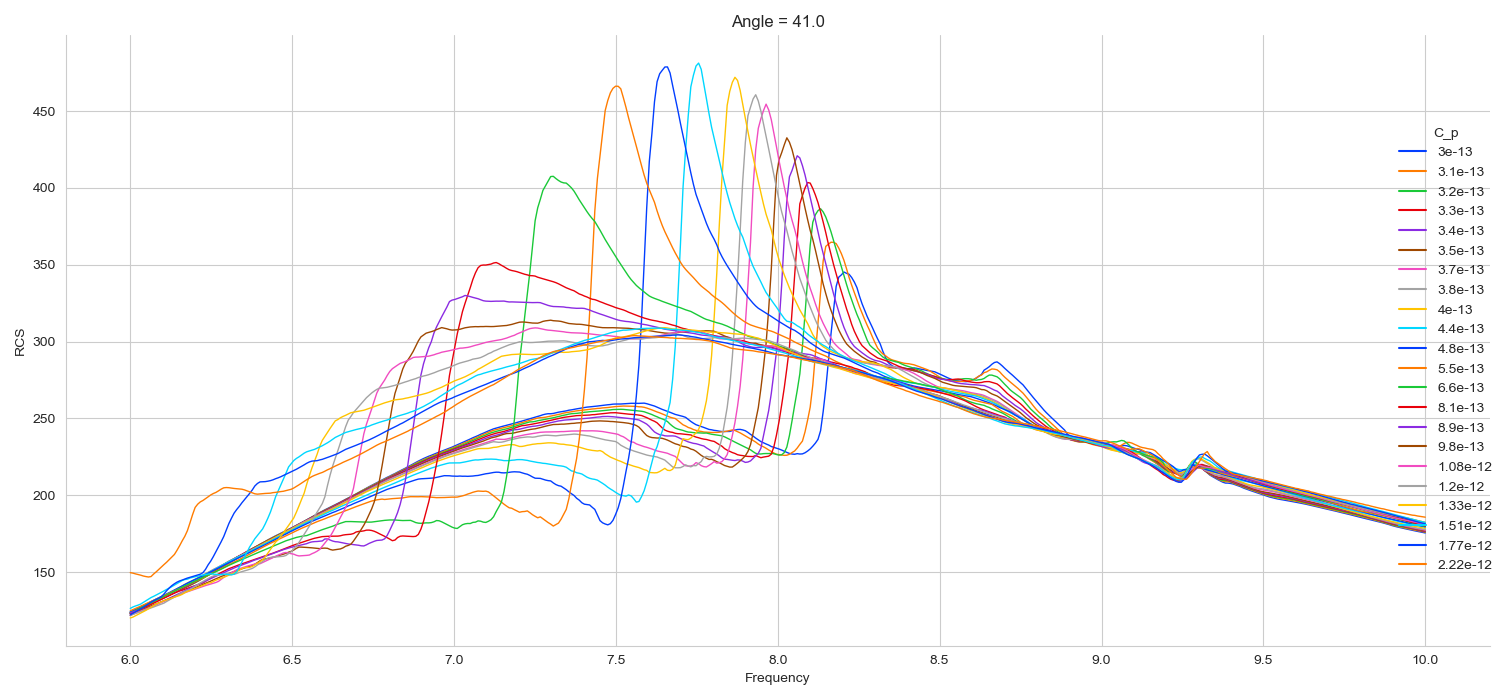 Angle = 41.0
RCS
450
400
350
300
250
200
150
6.0 6.5 7.0 7.5 8.0 8.5 9.0 9.5 10.0
Frequency
C_p
3e-13
3.1e-13
3.2e-13
3.3e-13
3.4e-13
3.5e-13
3.7e-13
3.8e-13
4e-13
4.4e-13
4.8e-13
5.5e-13
6.6e-13
8.1e-13
8.9e-13
9.8e-13
1.08e-12
1.2e-12
1.33e-12
1.51e-12
1.77e-12
2.22e-12